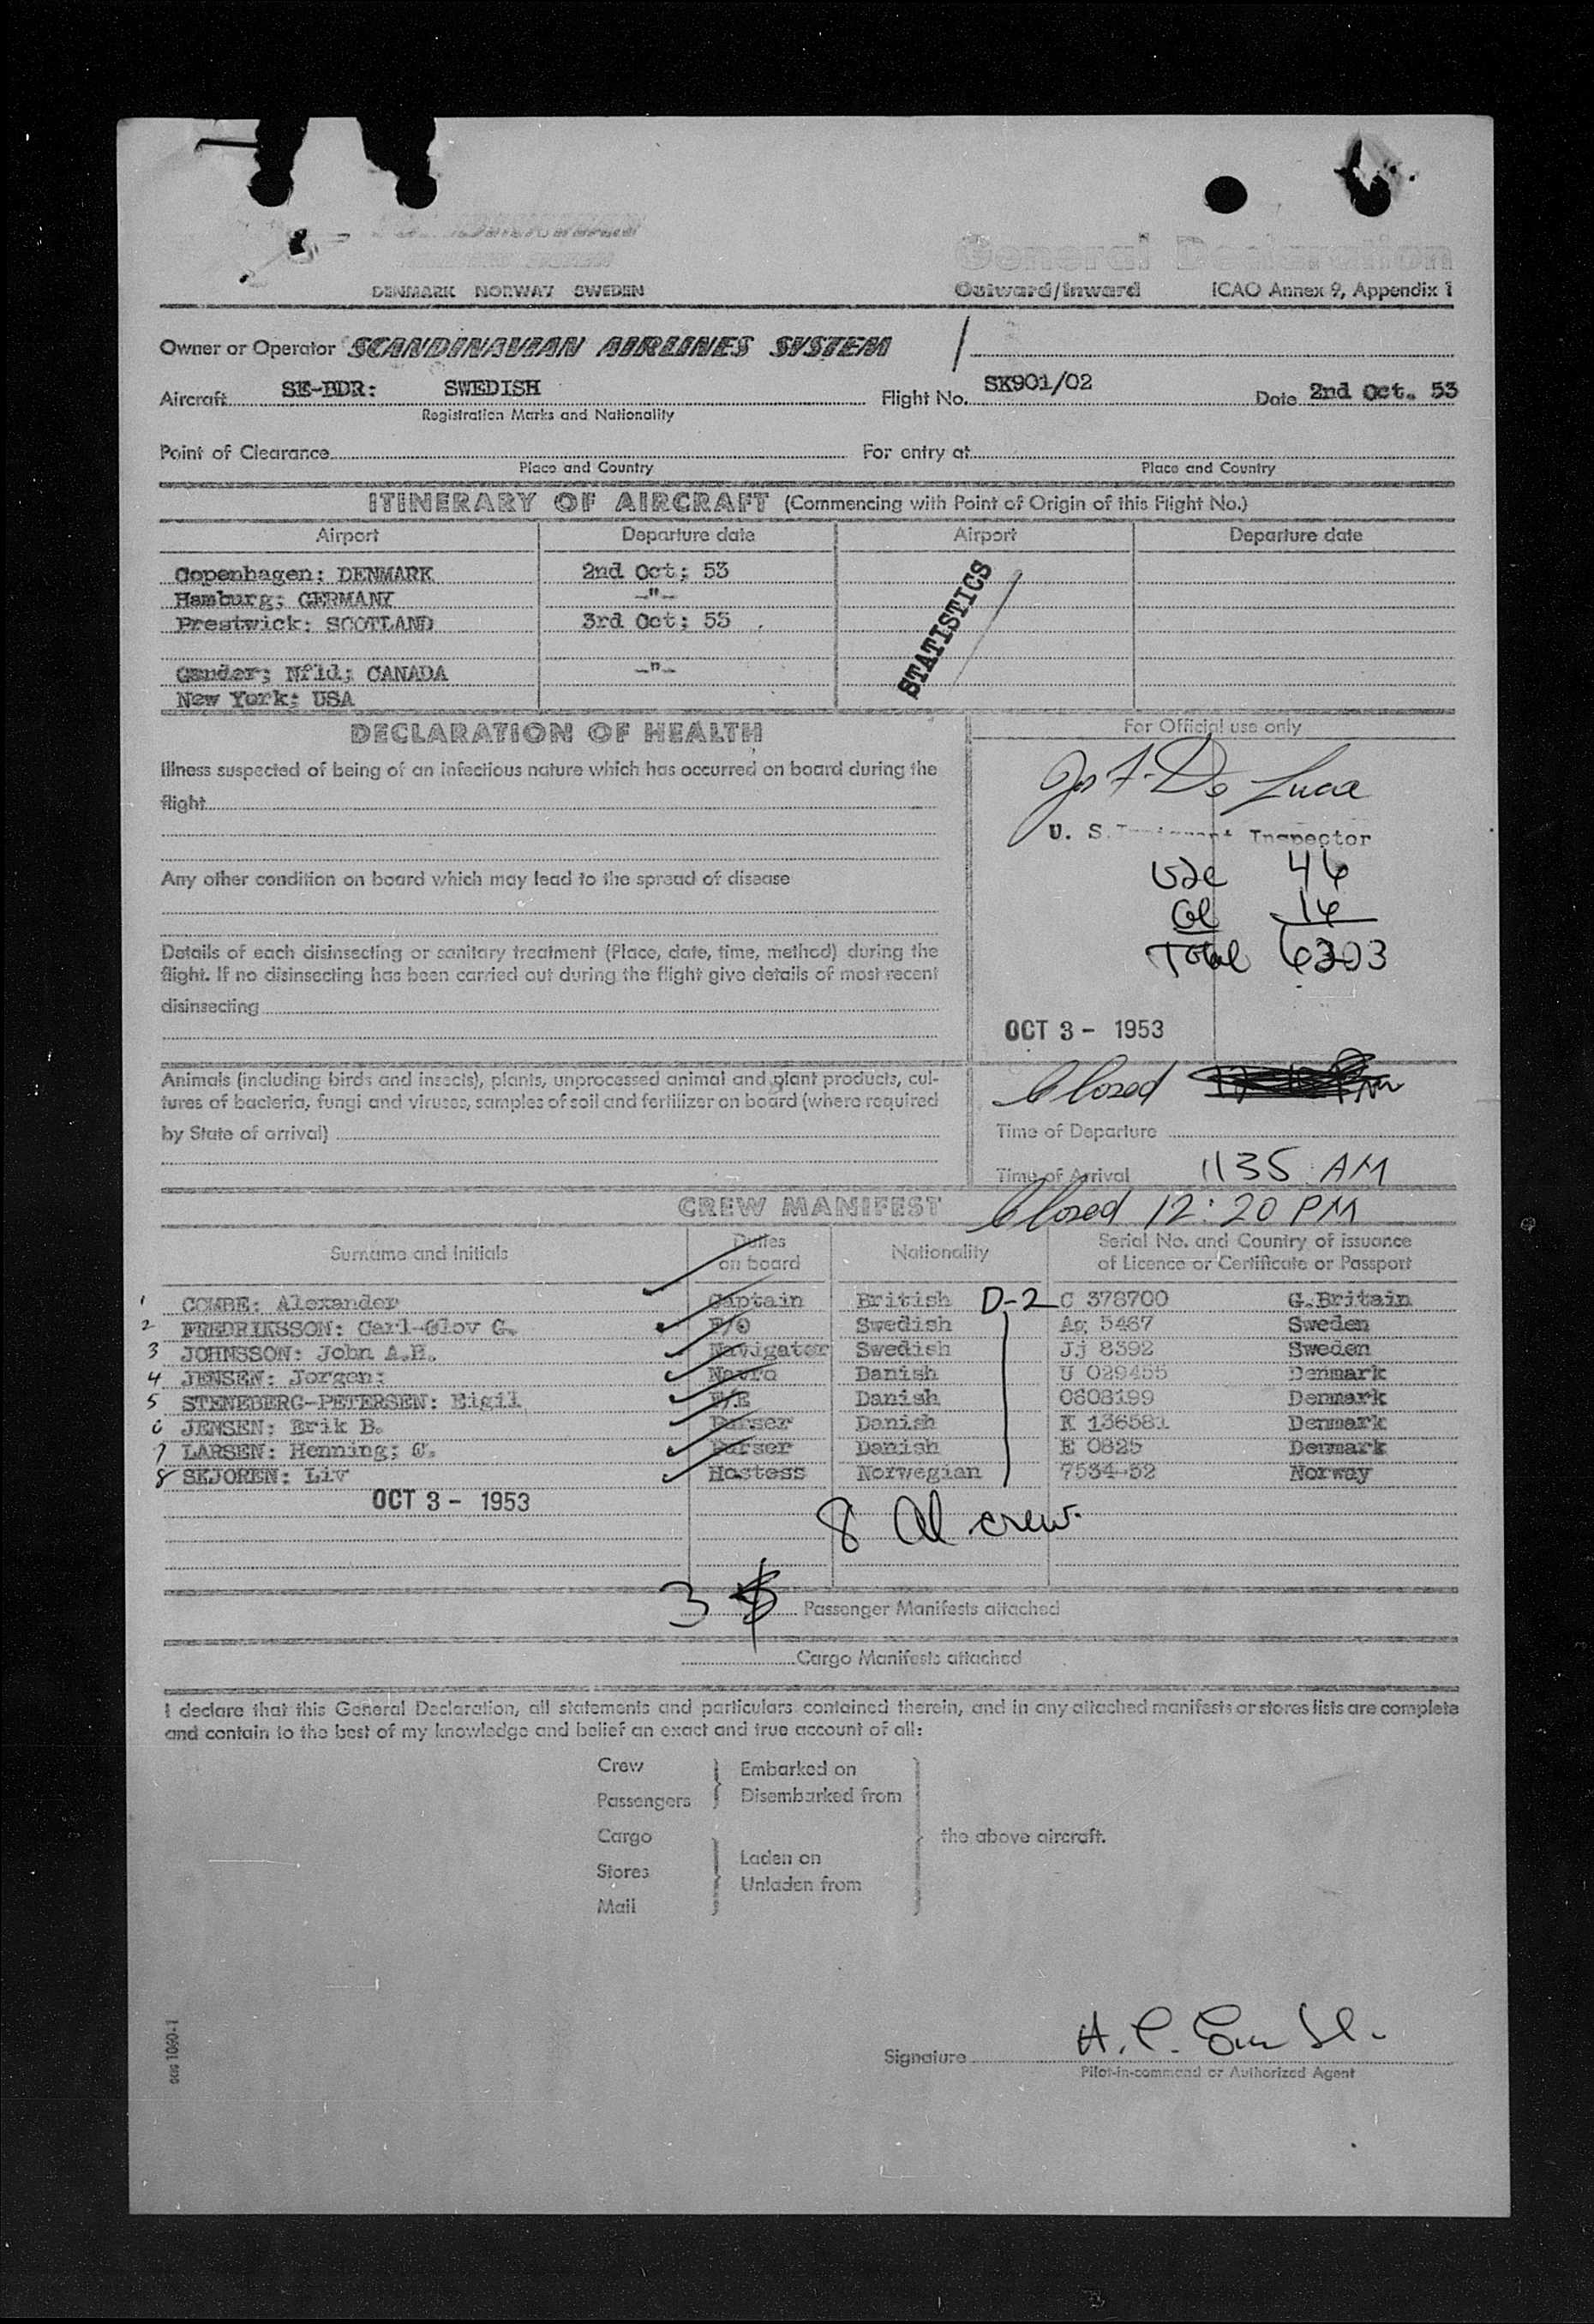 DENMARK NORWAY SWEDEN
General Declaration
Outward/Inward ICAO Annex 9, Appendix 1
Owner or Operator SCANDINAVIAN AIRLINES SYSTEM
Aircraft SE-BDR: SWEDISH Flight No. SK901/02 Date 2nd Oct. 53
Registration Marks and Nationality
Point of Clearance For entry at
Place and Country Place and Country
ITINERARY OF AIRCRAFT (Commencing with Point of Origin of this Flight No.)
Airport Departure date Airport Departure date
Copenhagen; DENMARK 2nd Oct; 53
Hamburg; GERMANY -"-
Prestwick: SCOTLAND 3rd Oct; 53
STATISTICS
Gander; Nfld; CANADA -"-
New York: USA
DECLARATION OF HEALTH
For Official use only
Illness suspected of being of an infectious nature which has occurred on board during the
flight
Jos F. De Luca
U. S. Inspector
Any other condition on board which may lead to the spread of disease
USC 46
al 16
Total
Details of each disinsecting or sanitary treatment (Place, date, time, method) during the
flight. If no disinsecting has been carried out during the flight give details of most recent
disinsecting
OCT 3 - 1953
Animals (including birds and insects), plants, unprocessed animal and plant products, cul-
tures of bacteria, fungi and viruses, samples of soil and fertilizer on board (where required
by State of arrival)
Closed
Time of Departure
Time of Arrival 1135 AM
Closed 12:20 PM
CREW MANIFEST
Surname and Initials Duties on board Nationality Serial No. and Country of issuance of Licence or Certificate or Passport
1 COMBE: Alexander Captain British D-2 C 378700 G.Britain
2 FREDRIKSSON: Carl-Olov G. F/O Swedish Ag 5467 Sweden
3 JOHNSSON: John A.E. Navigator Swedish Jj 8392 Sweden
4 JENSEN: Jorgen; Navro Danish U 029455 Denmark
5 STENEBERG-PETERSEN: Eigil F/E Danish 0608199 Denmark
6 JENSEN: Erik B. Purser Danish K 136581 Denmark
7 LARSEN: Henning; O. Purser Danish E 0825 Denmark
8 SKJOREN: Liv Hostess Norwegian 7534-52 Norway
OCT 3 - 1953
8 al crew
3 Passenger Manifests attached
Cargo Manifests attached
I declare that this General Declaration, all statements and particulars contained therein, and in any attached manifests or stores lists are complete
and contain to the best of my knowledge and belief an exact and true account of all:
Crew Embarked on
Passengers Disembarked from
Cargo the above aircraft.
Laden on
Stores
Unladen from
Mail
Signature
Pilot-in-command or Authorized Agent
1060-1